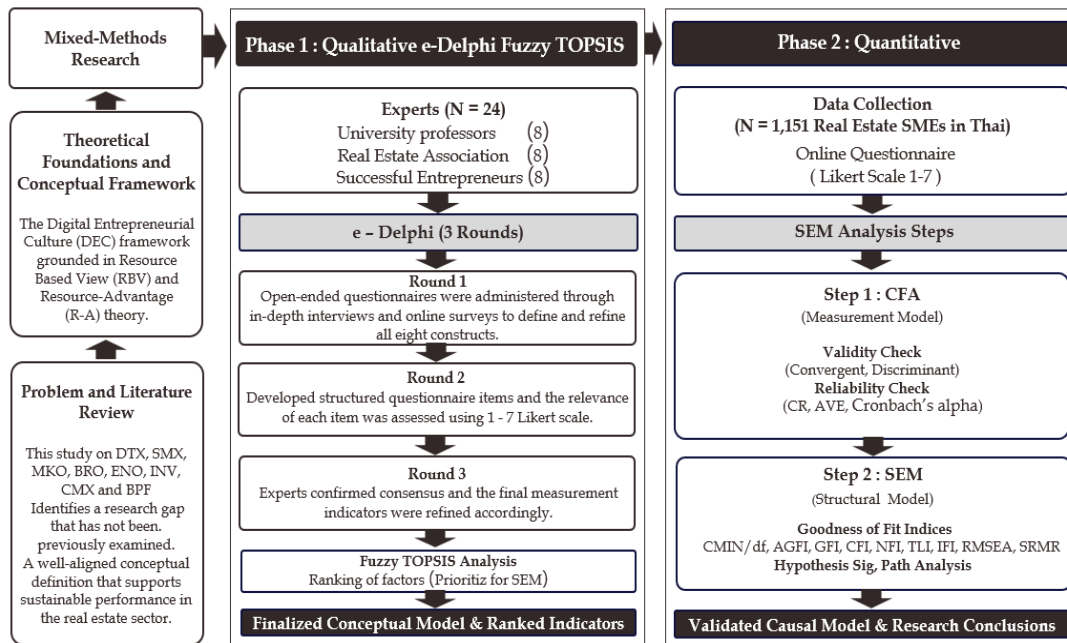 Mixed-Methods
Research
Theoretical
Foundations and
Conceptual Framework
The Digital Entrepreneurial
Culture (DEC) framework
grounded in Resource
Based View (RBV) and
Resource-Advantage
(R-A) theory.
Problem and Literature
Review
This study on DTX, SMX,
MKO, BRO, ENO, INV,
CMX and BPF
Identifies a research gap
that has not been.
previously examined.
A well-aligned conceptual
definition that supports
sustainable performance in
the real estate sector.
Phase 1 : Qualitative e-Delphi Fuzzy TOPSIS
Experts (N = 24)
University professors (8)
Real Estate Association (8)
Successful Entrepreneurs (8)
e – Delphi (3 Rounds)
Round 1
Open-ended questionnaires were administered through
in-depth interviews and online surveys to define and refine
all eight constructs.
Round 2
Developed structured questionnaire items and the relevance
of each item was assessed using 1 - 7 Likert scale.
Round 3
Experts confirmed consensus and the final measurement
indicators were refined accordingly.
Fuzzy TOPSIS Analysis
Ranking of factors (Prioritiz for SEM)
Finalized Conceptual Model & Ranked Indicators
Phase 2 : Quantitative
Data Collection
(N = 1,151 Real Estate SMEs in Thai)
Online Questionnaire
( Likert Scale 1-7 )
SEM Analysis Steps
Step 1 : CFA
(Measurement Model)
Validity Check
(Convergent, Discriminant)
Reliability Check
(CR, AVE, Cronbach's alpha)
Step 2 : SEM
(Structural Model)
Goodness of Fit Indices
CMIN/df, AGFI, GFI, CFI, NFI, TLI, IFI, RMSEA, SRMR
Hypothesis Sig, Path Analysis
Validated Causal Model & Research Conclusions